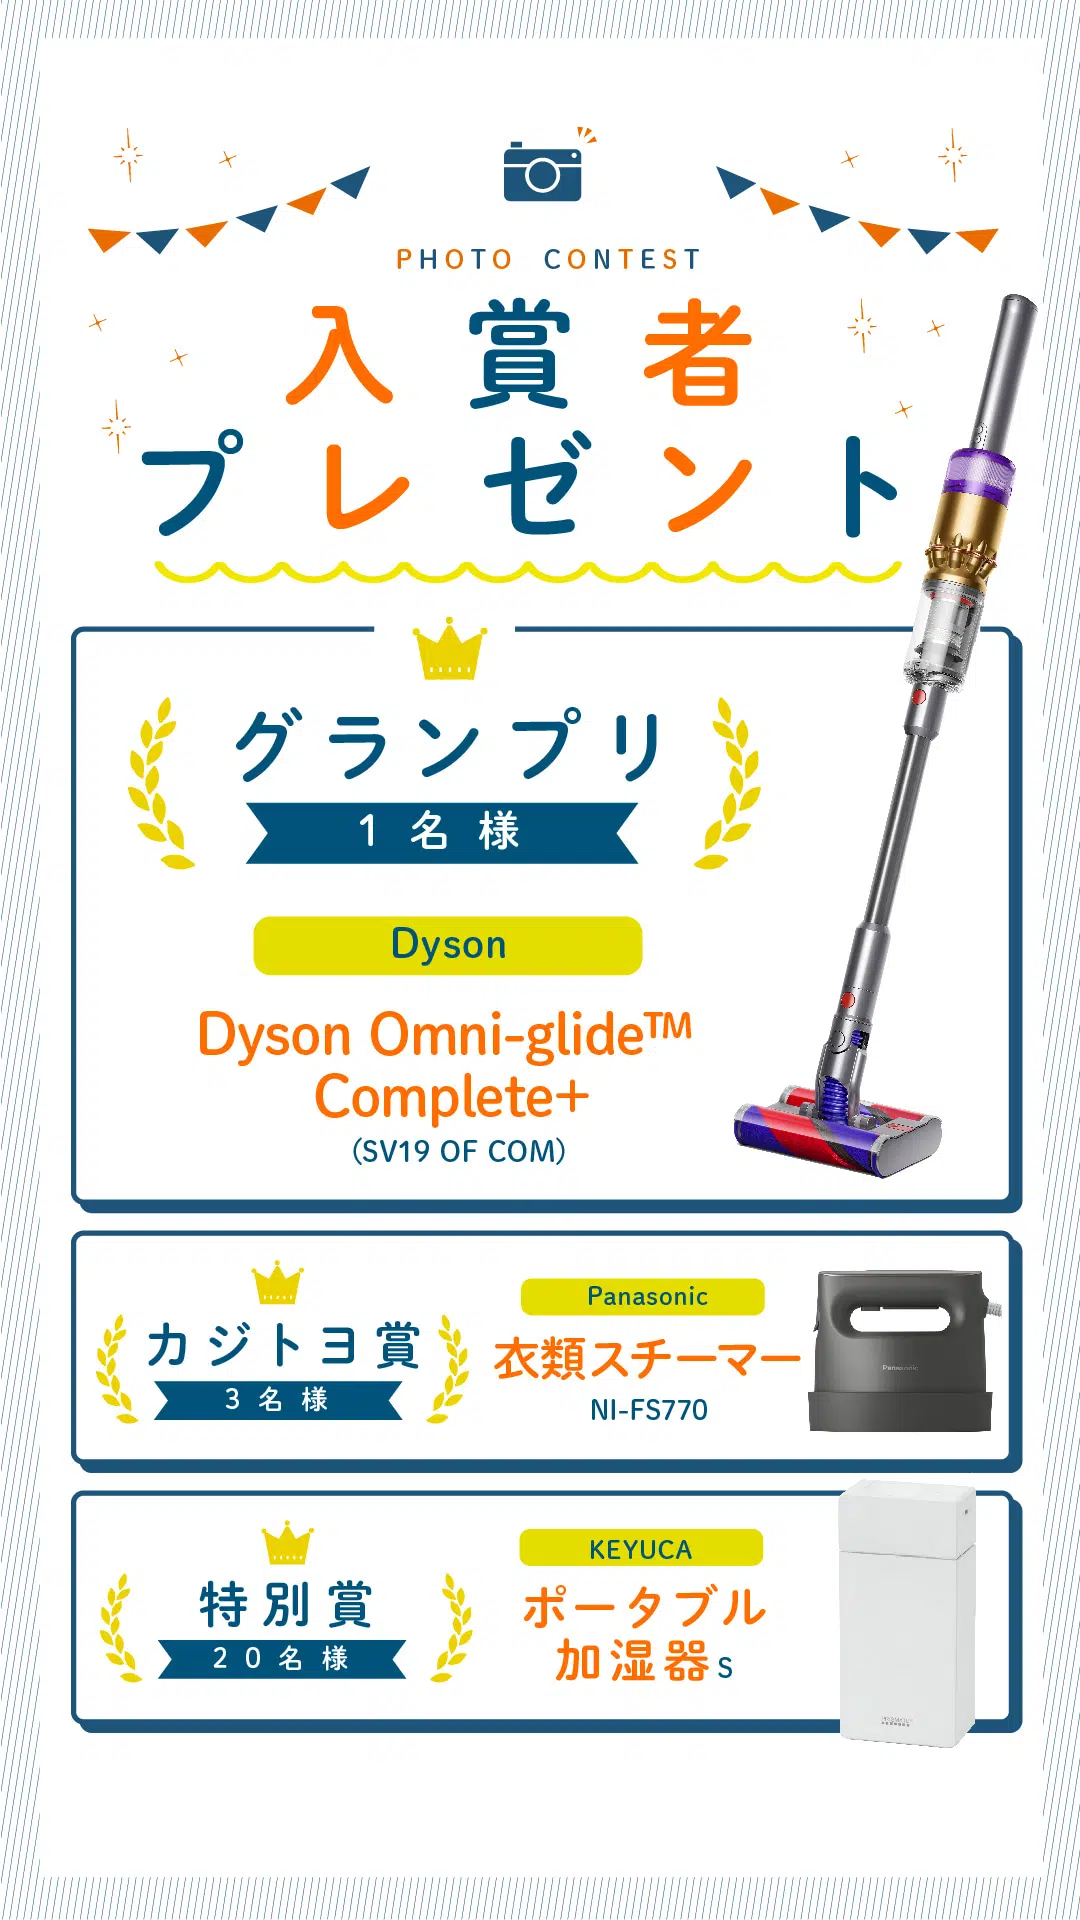 PHOTO CONTEST
入賞者
プレゼント
グランプリ
1名様
Dyson
Dyson Omni-glide™
Complete+
(SV19 OF COM)
カジトヨ賞
3名様
Panasonic
衣類スチーマー
NI-FS770
Panasonic
特別賞
20名様
KEYUCA
ポータブル
加湿器S